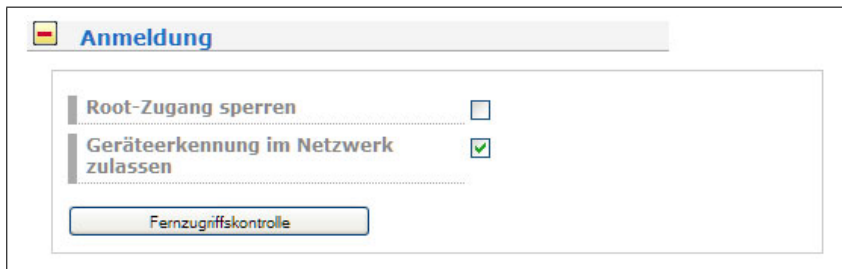 Anmeldung
Root-Zugang sperren
Geräteerkennung im Netzwerk
zulassen
Fernzugriffskontrolle